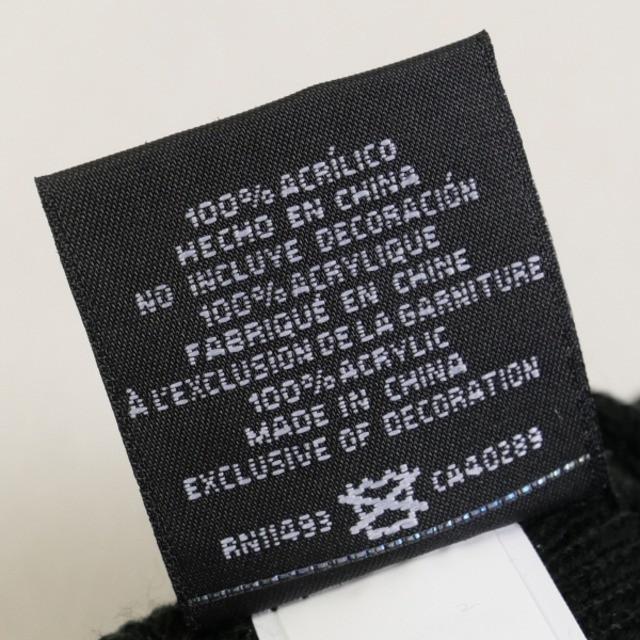 100% ACRÍLICO
HECHO EN CHINA
NO INCLUYE DECORACIÓN
100% ACRYLIQUE
FABRIQUÉ EN CHINE
À L'EXCLUSION DE LA GARNITURE
100% ACRYLIC
MADE IN CHINA
EXCLUSIVE OF DECORATION
RN11493 CA40299